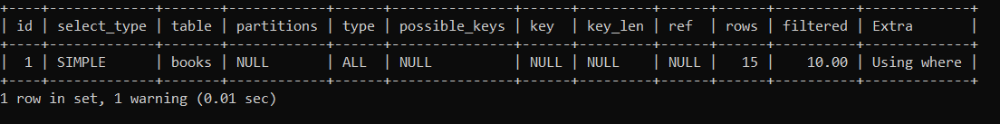 +----+-------------+-------+------------+------+---------------+------+---------+------+------+----------+-------------+
| id | select_type | table | partitions | type | possible_keys | key | key_len | ref | rows | filtered | Extra |
+----+-------------+-------+------------+------+---------------+------+---------+------+------+----------+-------------+
| 1 | SIMPLE | books | NULL | ALL | NULL | NULL | NULL | NULL | 15 | 10.00 | Using where |
+----+-------------+-------+------------+------+---------------+------+---------+------+------+----------+-------------+
1 row in set, 1 warning (0.01 sec)